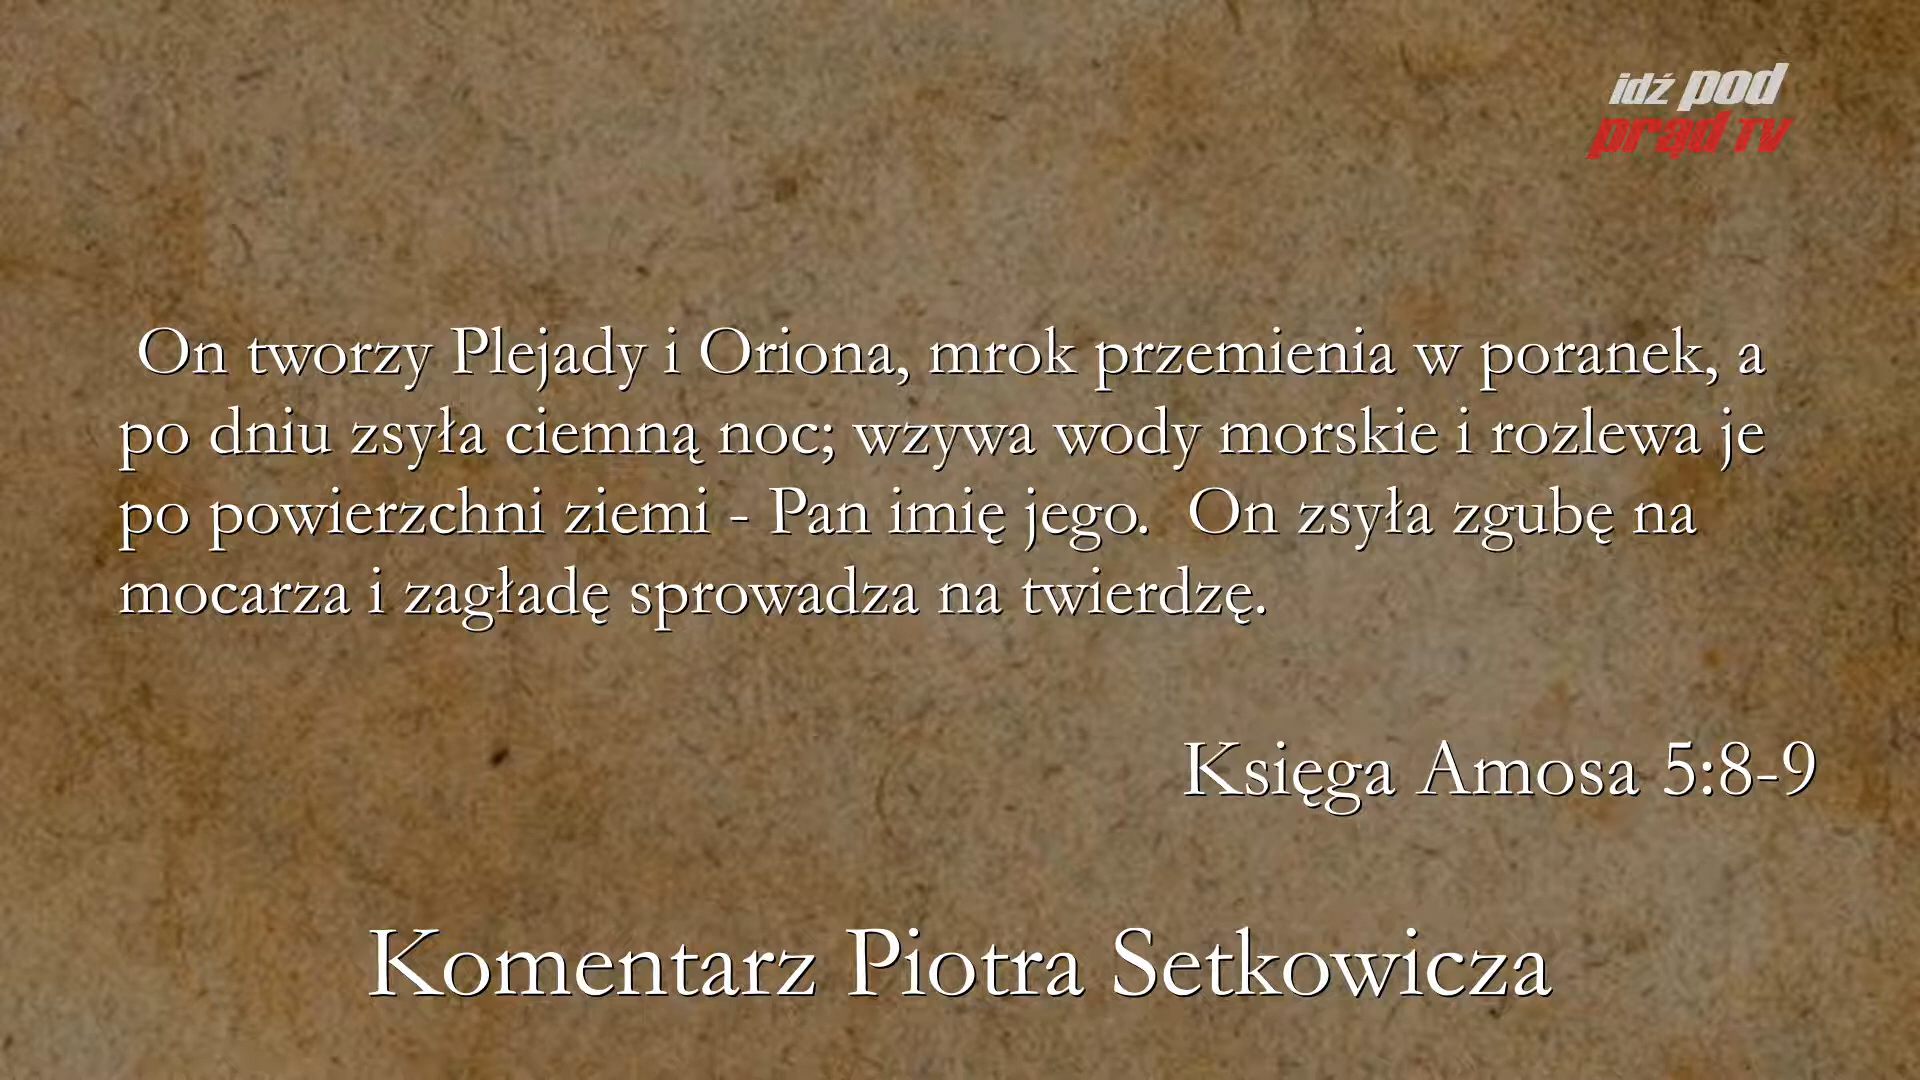 idź pod
prąd TV
On tworzy Plejady i Oriona, mrok przemienia w poranek, a
po dniu zsyła ciemną noc; wzywa wody morskie i rozlewa je
po powierzchni ziemi - Pan imię jego. On zsyła zgubę na
mocarza i zagładę sprowadza na twierdzę.
Księga Amosa 5:8-9
Komentarz Piotra Setkowicza